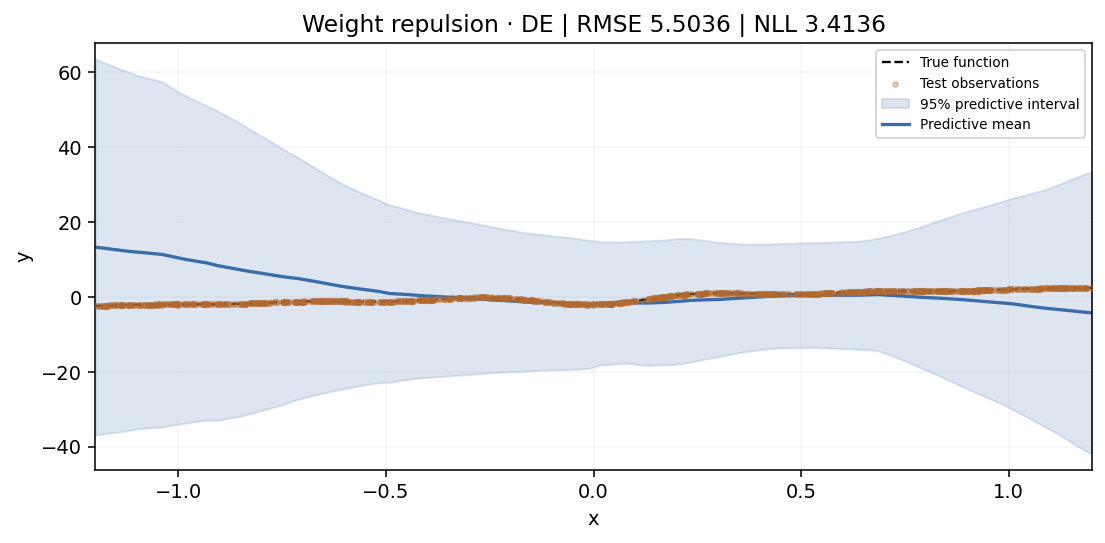 Weight repulsion · DE | RMSE 5.5036 | NLL 3.4136
True function
Test observations
95% predictive interval
Predictive mean
60
40
20
0
−20
−40
y
−1.0
−0.5
0.0
0.5
1.0
x